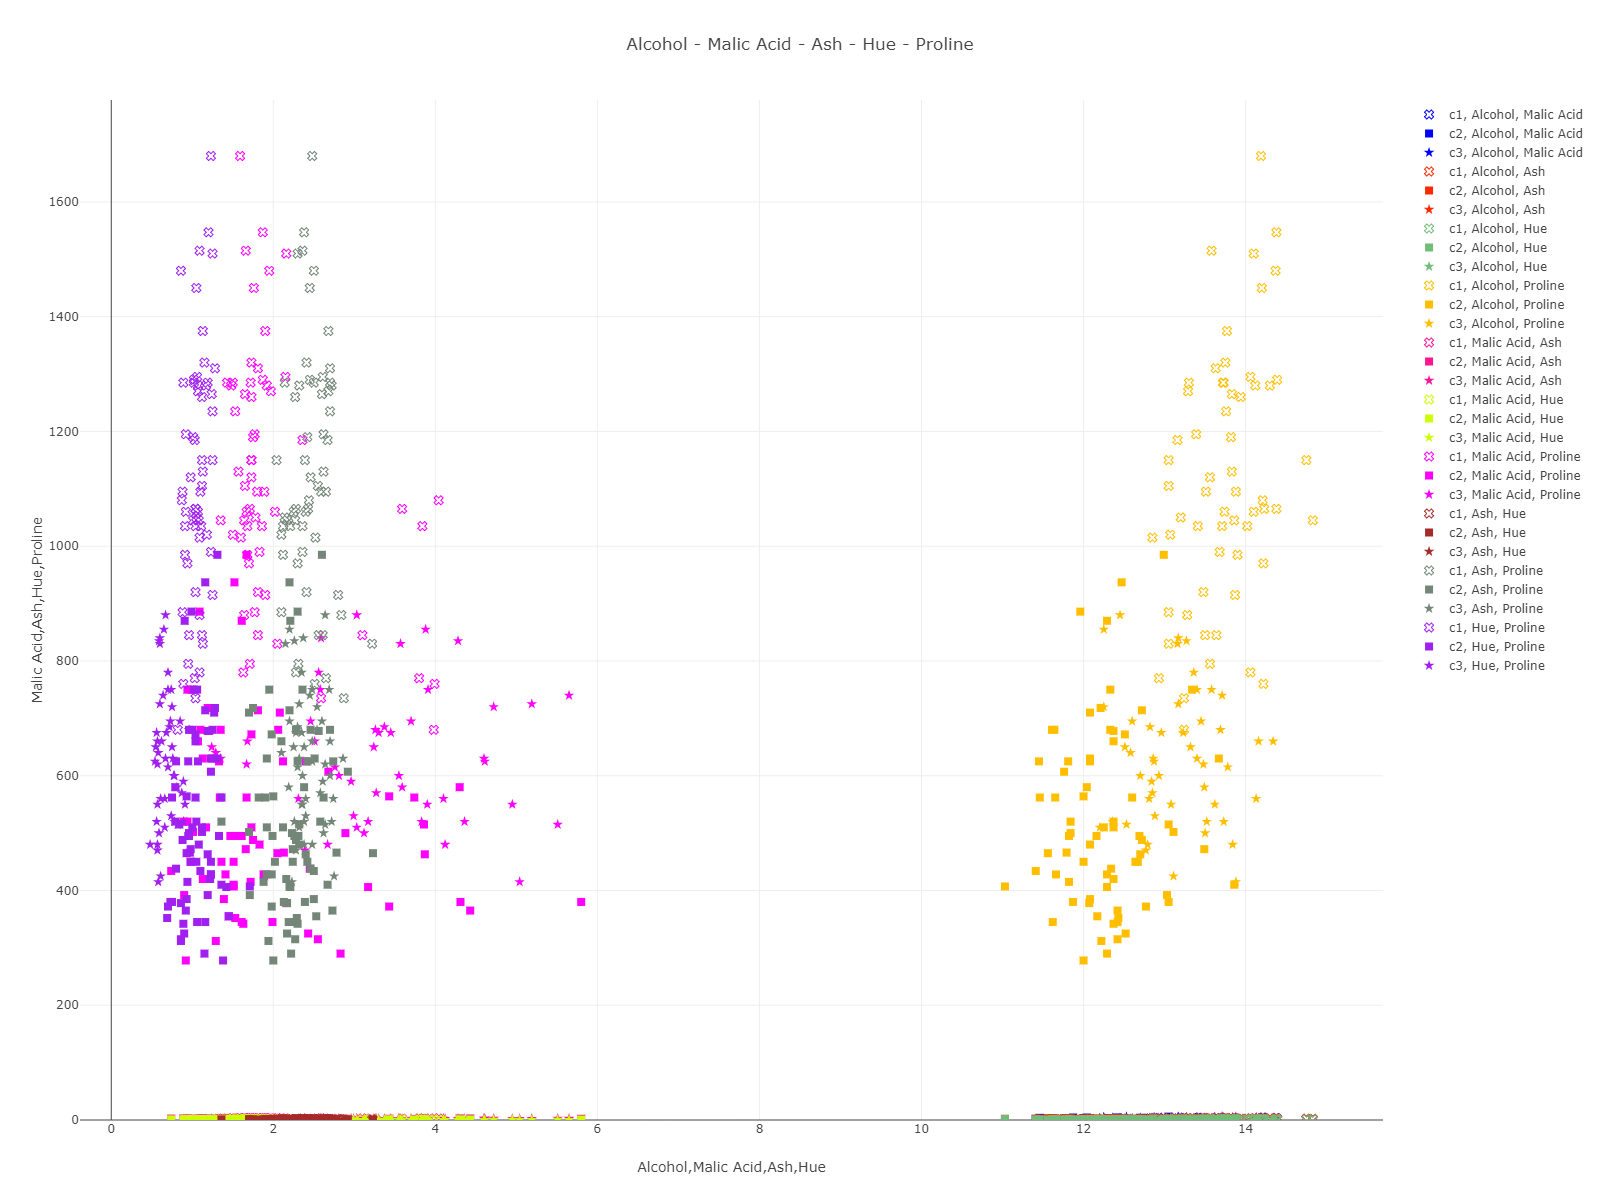 Alcohol - Malic Acid - Ash - Hue - Proline
c1, Alcohol, Malic Acid
c2, Alcohol, Malic Acid
c3, Alcohol, Malic Acid
c1, Alcohol, Ash
c2, Alcohol, Ash
c3, Alcohol, Ash
c1, Alcohol, Hue
c2, Alcohol, Hue
c3, Alcohol, Hue
c1, Alcohol, Proline
c2, Alcohol, Proline
c3, Alcohol, Proline
c1, Malic Acid, Ash
c2, Malic Acid, Ash
c3, Malic Acid, Ash
c1, Malic Acid, Hue
c2, Malic Acid, Hue
c3, Malic Acid, Hue
c1, Malic Acid, Proline
c2, Malic Acid, Proline
c3, Malic Acid, Proline
c1, Ash, Hue
c2, Ash, Hue
c3, Ash, Hue
c1, Ash, Proline
c2, Ash, Proline
c3, Ash, Proline
c1, Hue, Proline
c2, Hue, Proline
c3, Hue, Proline
Malic Acid,Ash,Hue,Proline
1600
1400
1200
1000
800
600
400
200
0
0 2 4 6 8 10 12 14
Alcohol,Malic Acid,Ash,Hue